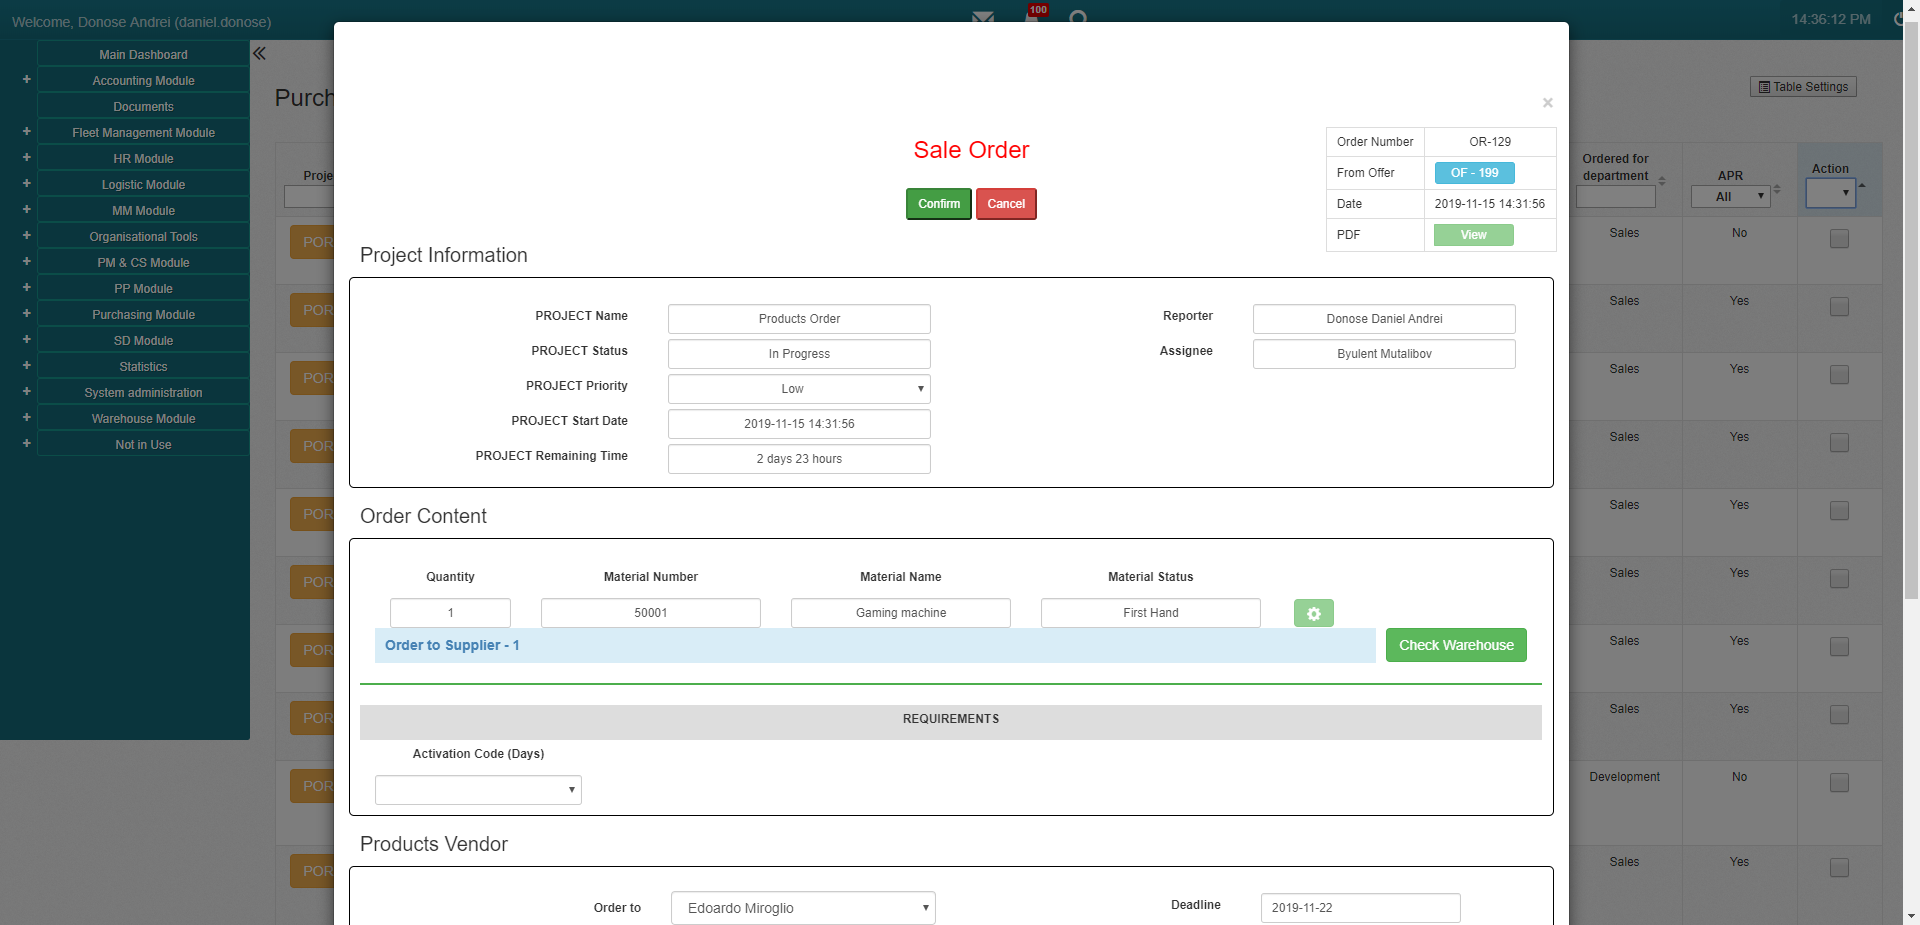 Welcome, Donose Andrei (daniel.donose)
100
14:36:12 PM
Main Dashboard
Accounting Module
Documents
Fleet Management Module
HR Module
Logistic Module
MM Module
Organisational Tools
PM & CS Module
PP Module
Purchasing Module
SD Module
Statistics
System administration
Warehouse Module
Not in Use
Table Settings
Ordered for department
APR
All
Action
Sales No
Sales Yes
Sales Yes
Sales Yes
Sales Yes
Sales Yes
Sales Yes
Sales Yes
Development No
Sales Yes
POR
POR
POR
POR
POR
POR
POR
POR
POR
POR
×
Sale Order
Confirm Cancel
Order Number OR-129
From Offer OF - 199
Date 2019-11-15 14:31:56
PDF View
Project Information
PROJECT Name Products Order
Reporter Donose Daniel Andrei
PROJECT Status In Progress
Assignee Byulent Mutalibov
PROJECT Priority Low
PROJECT Start Date 2019-11-15 14:31:56
PROJECT Remaining Time 2 days 23 hours
Order Content
Quantity Material Number Material Name Material Status
1 50001 Gaming machine First Hand
Order to Supplier - 1 Check Warehouse
REQUIREMENTS
Activation Code (Days)
Products Vendor
Order to Edoardo Miroglio Deadline 2019-11-22